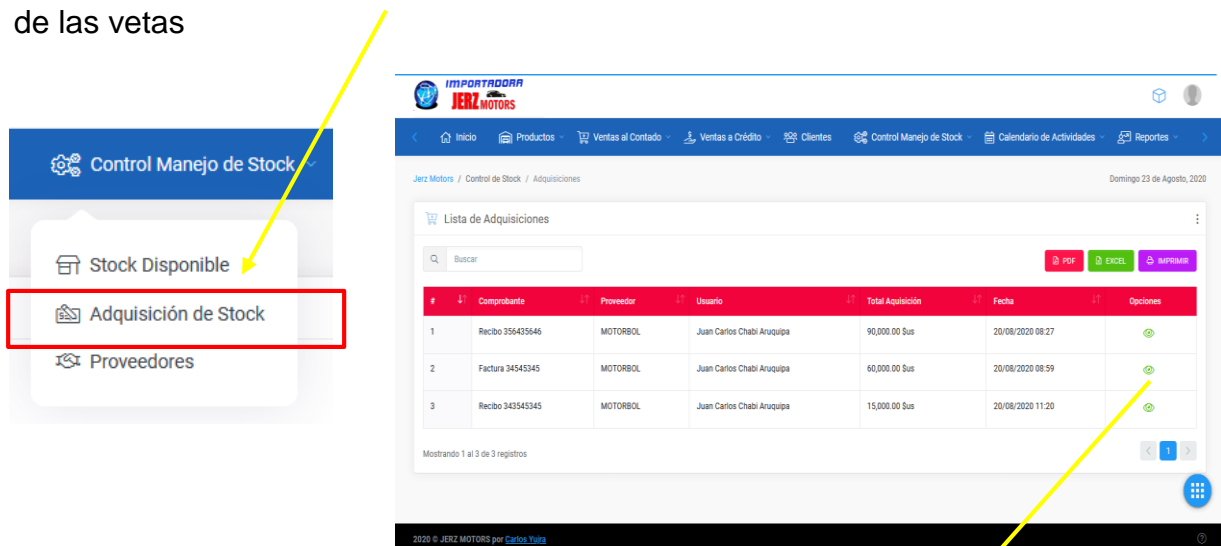 de las vetas
Control Manejo de Stock
Stock Disponible
Adquisición de Stock
Proveedores
IMPORTADORA
JERZ MOTORS
Inicio Productos Ventas al Contado Ventas a Crédito Clientes Control Manejo de Stock Calendario de Actividades Reportes
Jerz Motors / Control de Stock / Adquisiciones Domingo 23 de Agosto, 2020
Lista de Adquisiciones
Buscar PDF EXCEL IMPRIMIR
# Comprobante Proveedor Usuario Total Aquisición Fecha Opciones
1 Recibo 356435646 MOTORBOL Juan Carlos Chabi Aruquipa 90,000.00 $us 20/08/2020 08:27
2 Factura 34545345 MOTORBOL Juan Carlos Chabi Aruquipa 60,000.00 $us 20/08/2020 08:59
3 Recibo 343545345 MOTORBOL Juan Carlos Chabi Aruquipa 15,000.00 $us 20/08/2020 11:20
Mostrando 1 al 3 de 3 registros < 1 >
2020 © JERZ MOTORS por Carlos Yujra